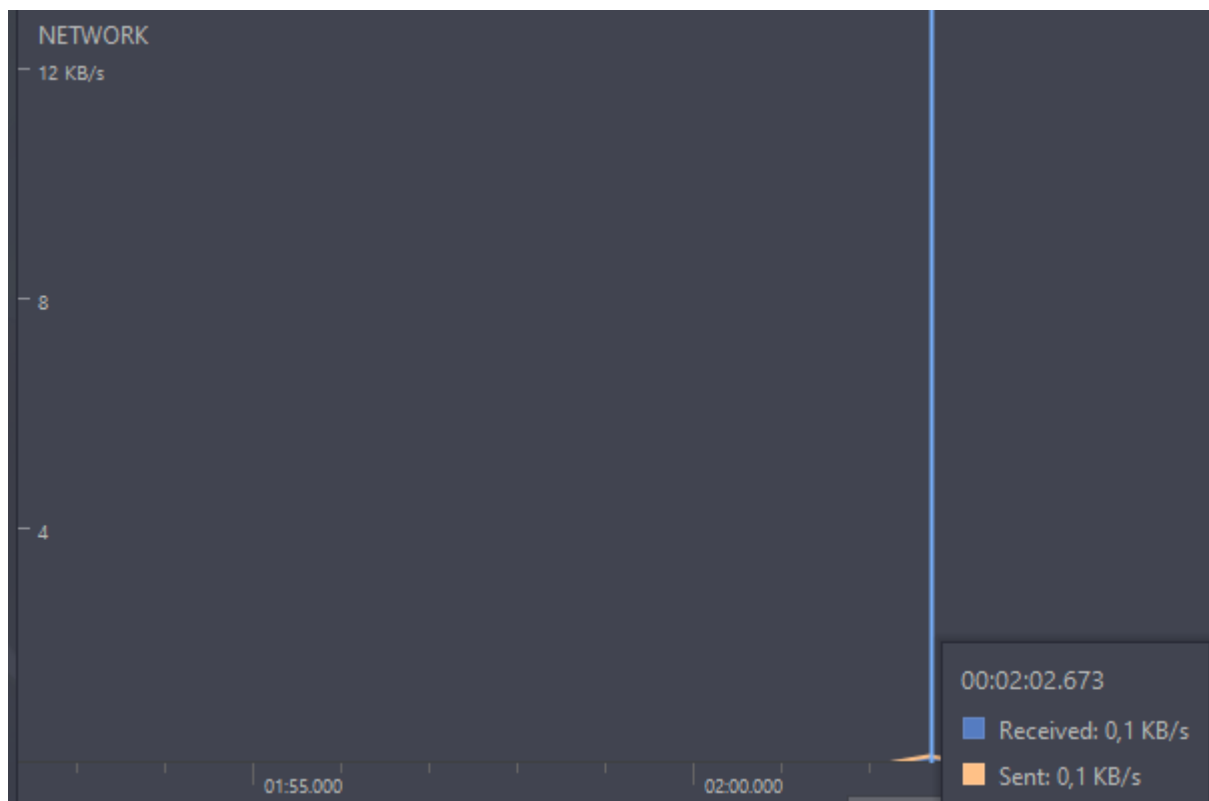 NETWORK
12 KB/s
8
4
00:02:02.673
Received: 0,1 KB/s
Sent: 0,1 KB/s
01:55.000
02:00.000